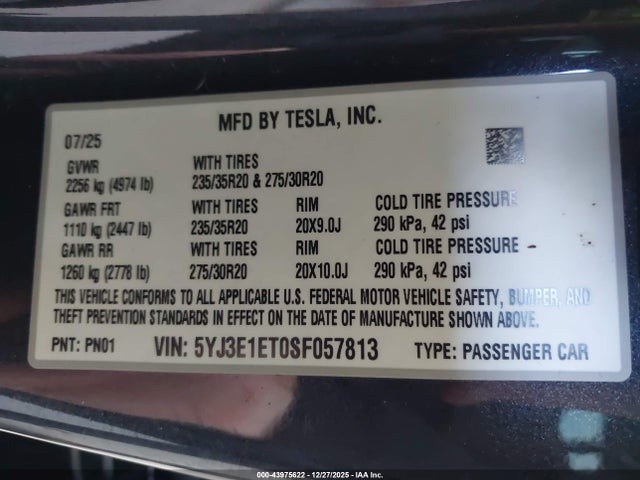 MFD BY TESLA, INC.
07/25
GVWR WITH TIRES
2256 kg (4974 lb) 235/35R20 & 275/30R20
GAWR FRT WITH TIRES RIM COLD TIRE PRESSURE
1110 kg (2447 lb) 235/35R20 20X9.0J 290 kPa, 42 psi
GAWR RR WITH TIRES RIM COLD TIRE PRESSURE
1260 kg (2778 lb) 275/30R20 20X10.0J 290 kPa, 42 psi
THIS VEHICLE CONFORMS TO ALL APPLICABLE U.S. FEDERAL MOTOR VEHICLE SAFETY, BUMPER, AND
THEFT PREVENTION STANDARDS IN EFFECT ON THE DATE OF MANUFACTURE SHOWN ABOVE.
PNT: PN01 VIN: 5YJ3E1ET0SF057813 TYPE: PASSENGER CAR
000-43975622 - 12/27/2025 - IAA Inc.